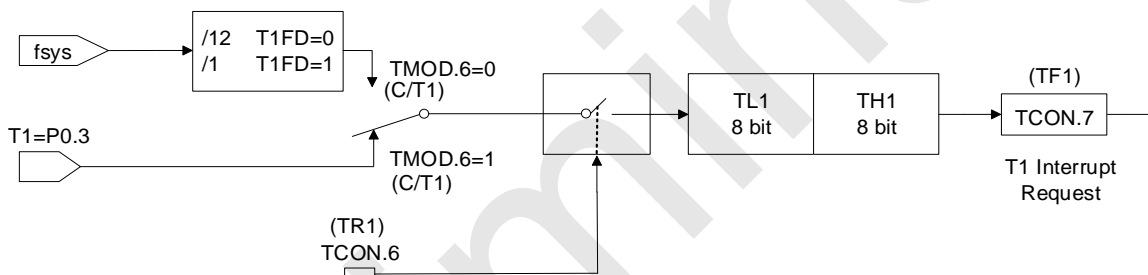 fsys
/12 T1FD=0
/1 T1FD=1
TMOD.6=0
(C/T1)
T1=P0.3
TMOD.6=1
(C/T1)
(TR1)
TCON.6
TL1
8 bit
TH1
8 bit
(TF1)
TCON.7
T1 Interrupt
Request